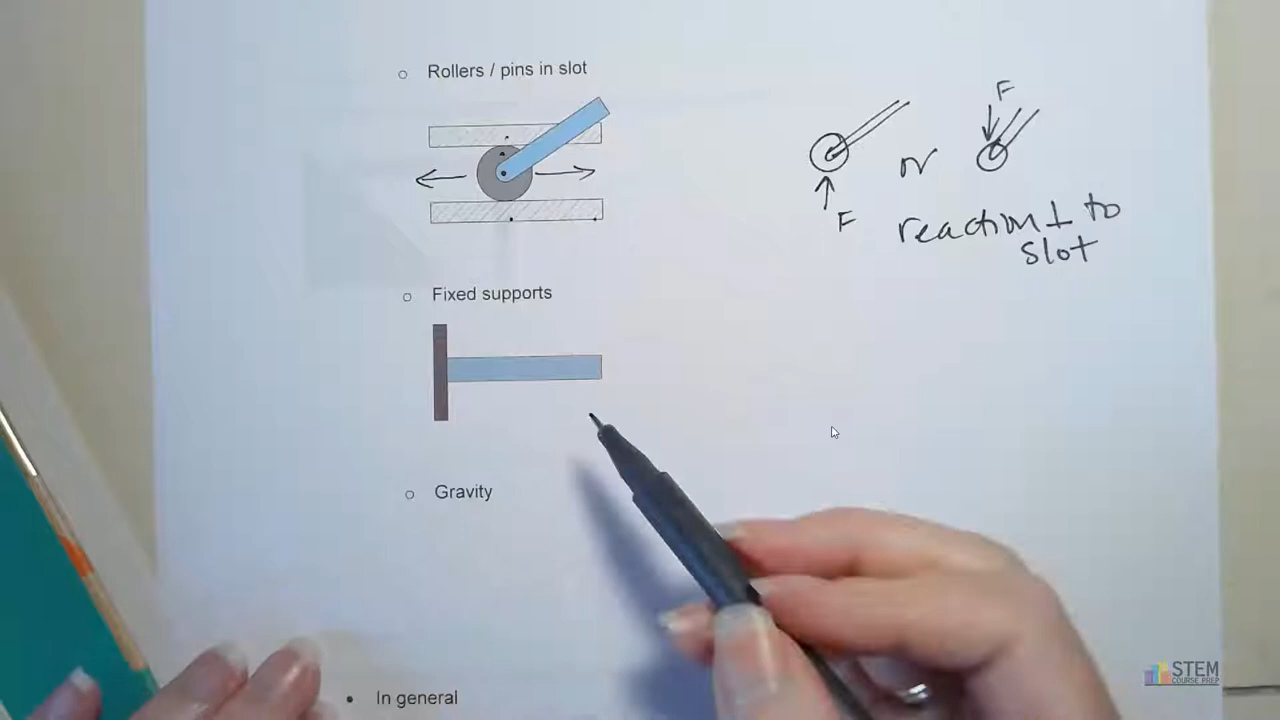 Rollers / pins in slot
F
or
F
reaction ⊥ to
slot
Fixed supports
Gravity
In general
STEM
COURSE PREP